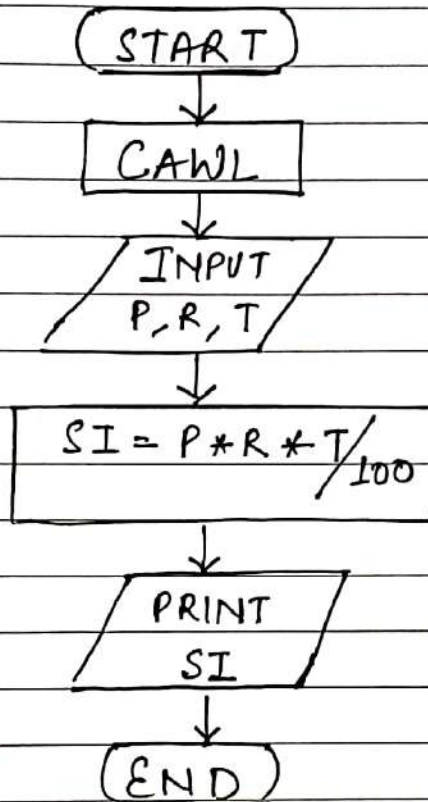 START
CAWL
INPUT
P, R, T
SI = P * R * T/100
PRINT
SI
END